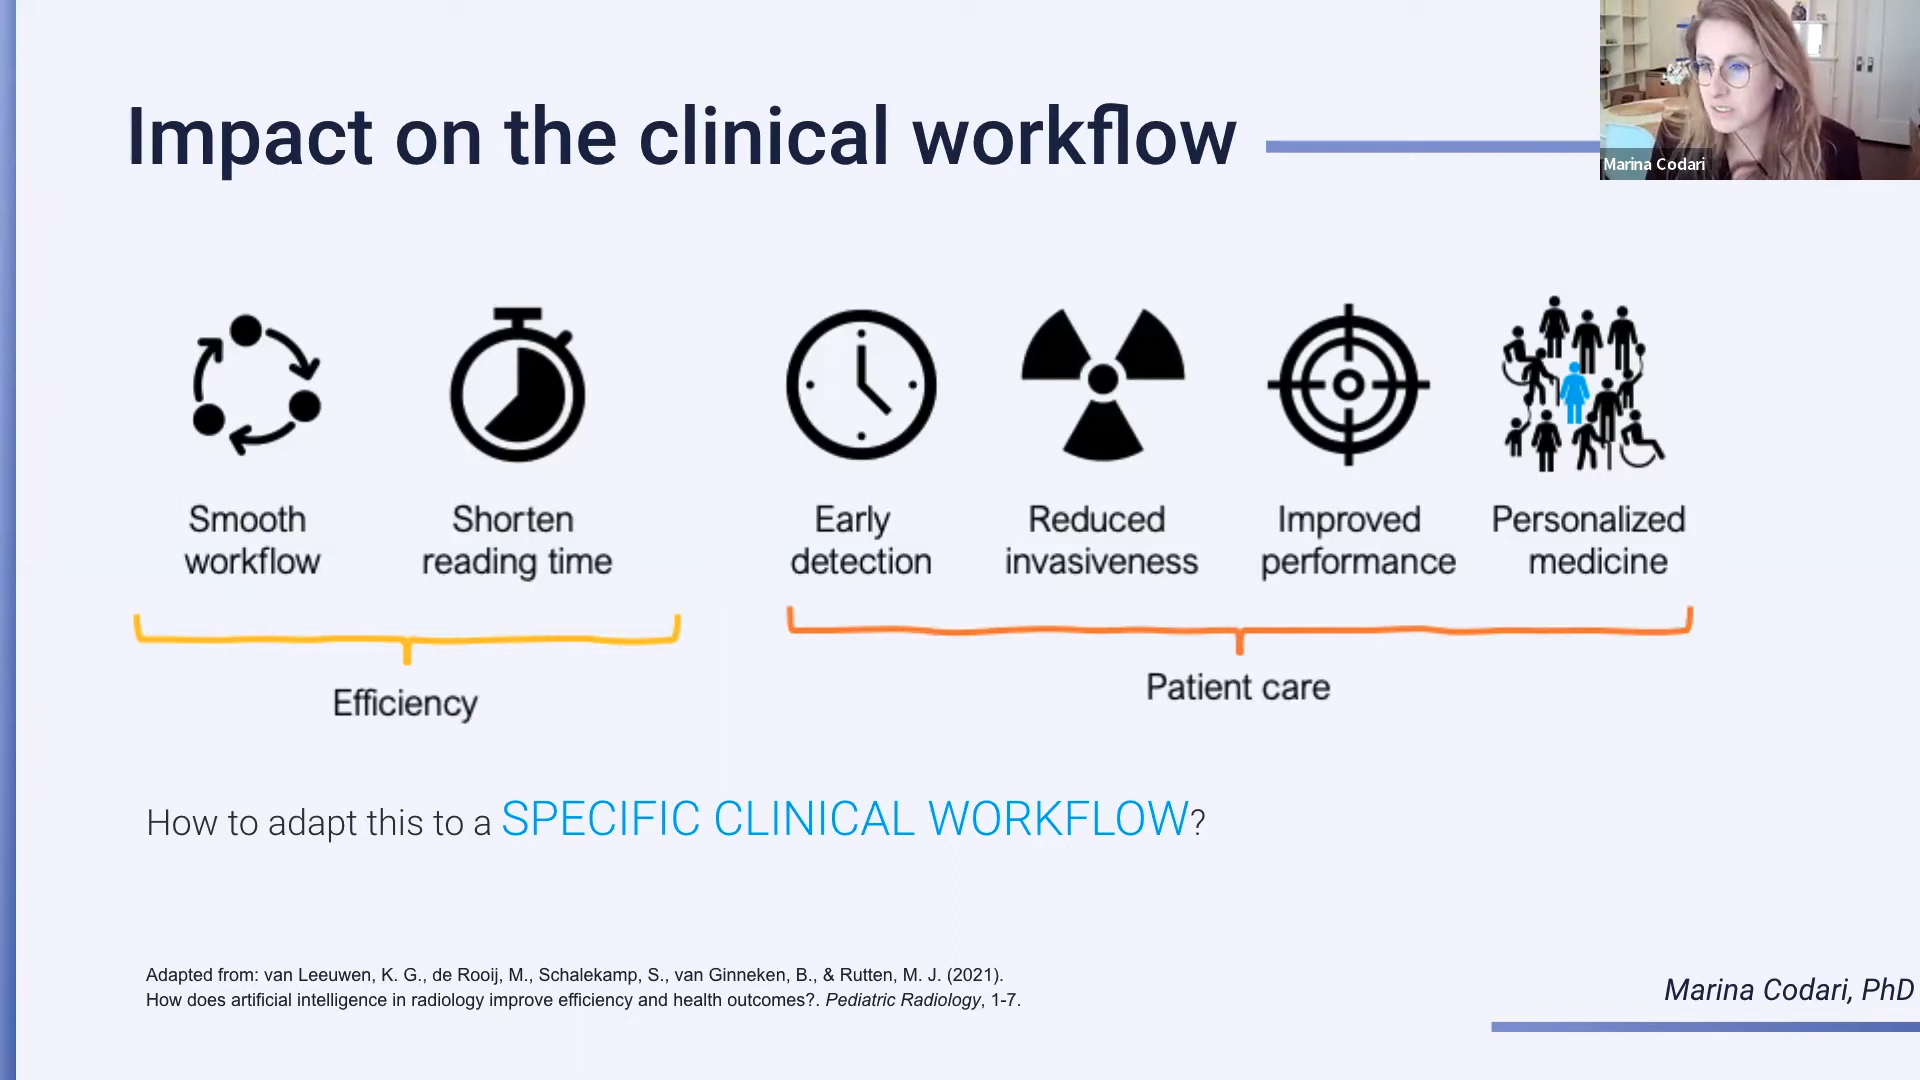 Impact on the clinical workflow
Marina Codari
Smooth
workflow
Shorten
reading time
Early
detection
Reduced
invasiveness
Improved
performance
Personalized
medicine
Efficiency
Patient care
How to adapt this to a SPECIFIC CLINICAL WORKFLOW?
Adapted from: van Leeuwen, K. G., de Rooij, M., Schalekamp, S., van Ginneken, B., & Rutten, M. J. (2021).
How does artificial intelligence in radiology improve efficiency and health outcomes?. Pediatric Radiology, 1-7.
Marina Codari, PhD